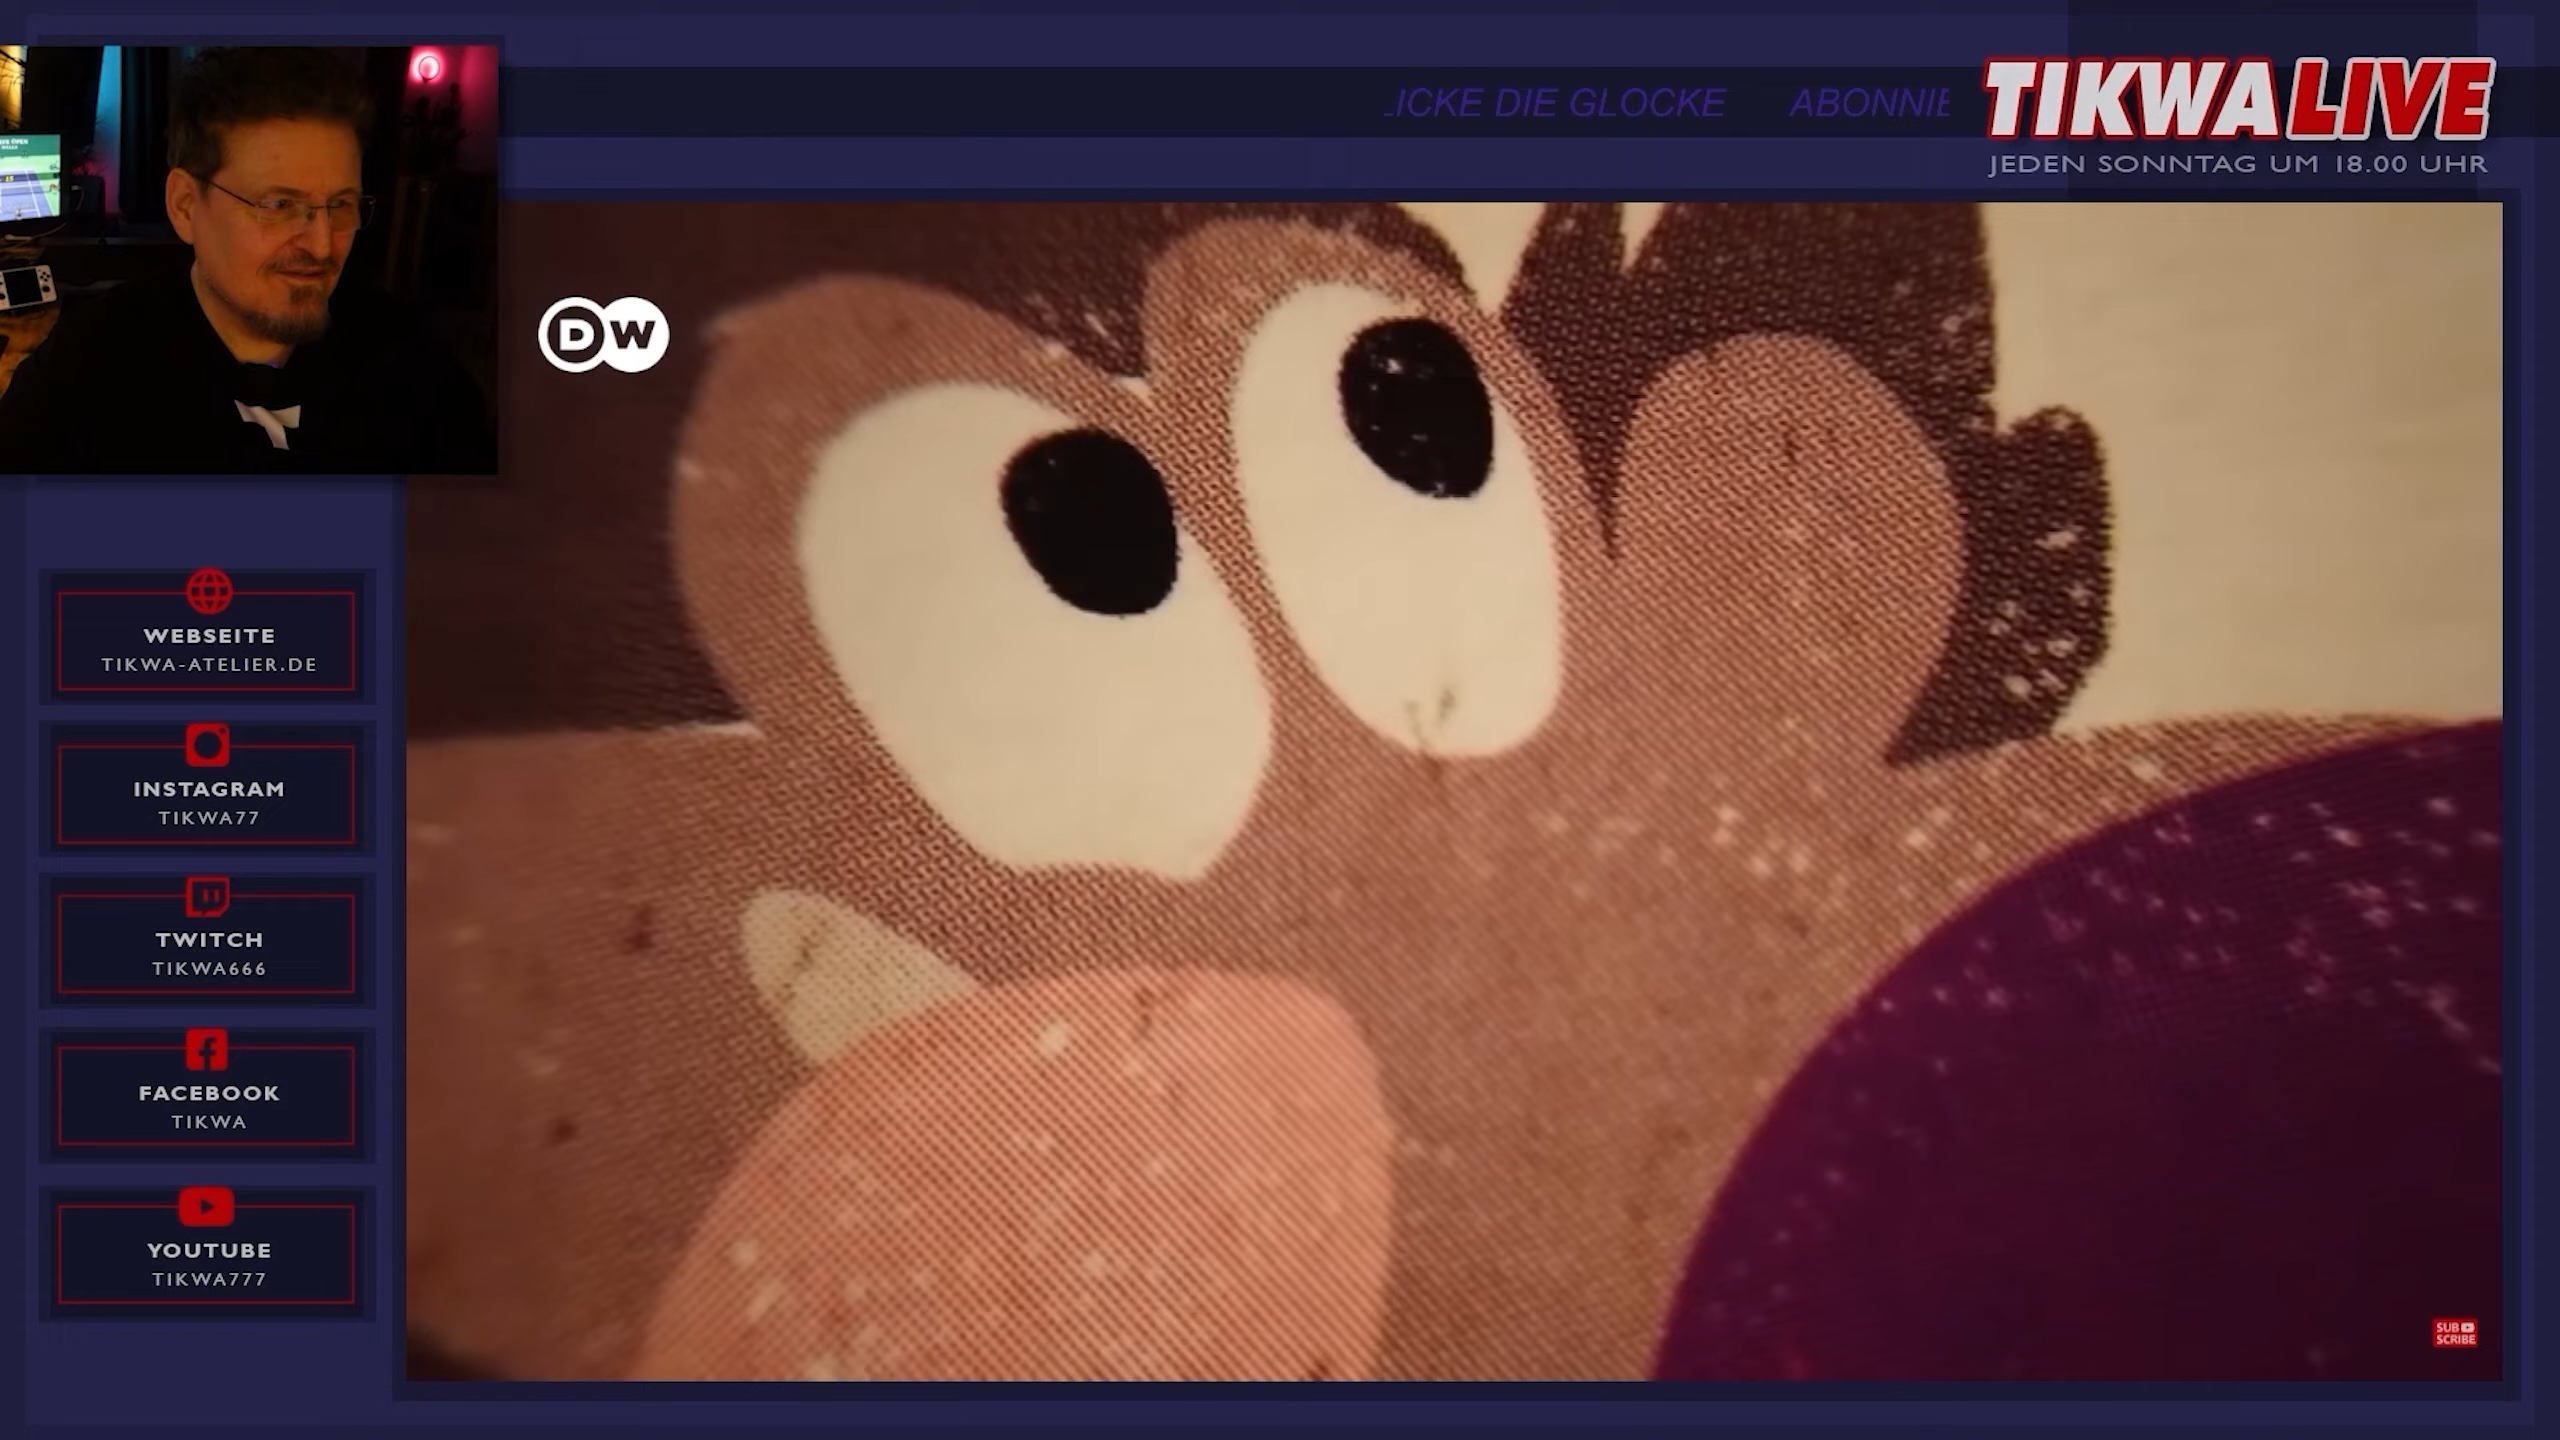 .ICKE DIE GLOCKE ABONNIE
TIKWA LIVE
JEDEN SONNTAG UM 18.00 UHR
DW
WEBSEITE
TIKWA-ATELIER.DE
INSTAGRAM
TIKWA77
TWITCH
TIKWA666
FACEBOOK
TIKWA
YOUTUBE
TIKWA777
SUB
SCRIBE